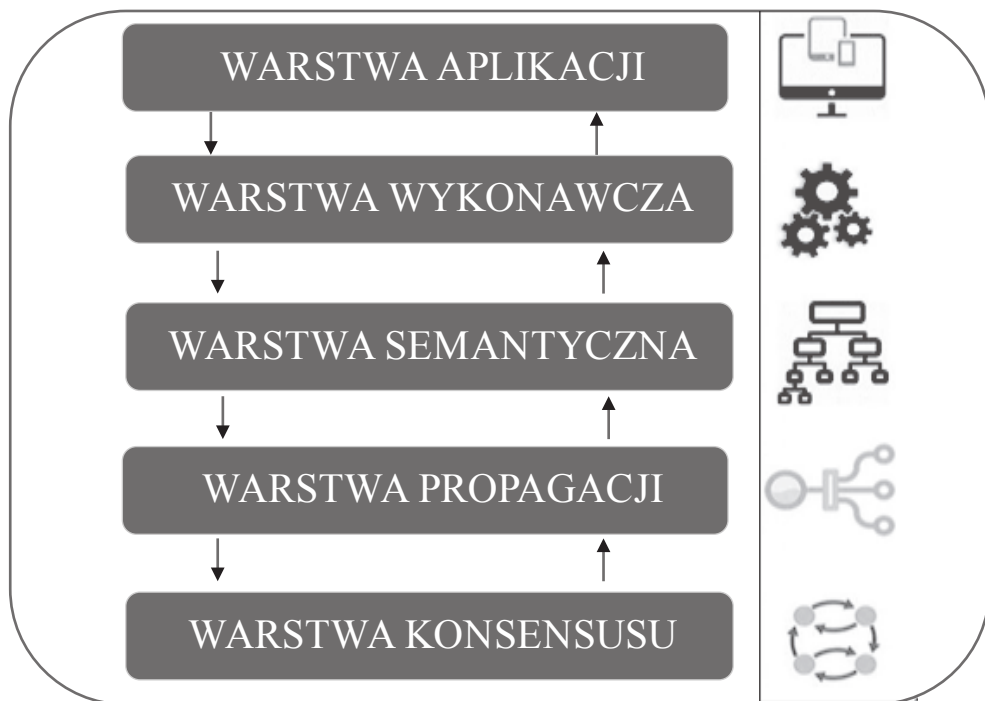 WARSTWA APLIKACJI
WARSTWA WYKONAWCZA
WARSTWA SEMANTYCZNA
WARSTWA PROPAGACJI
WARSTWA KONSENSUSU